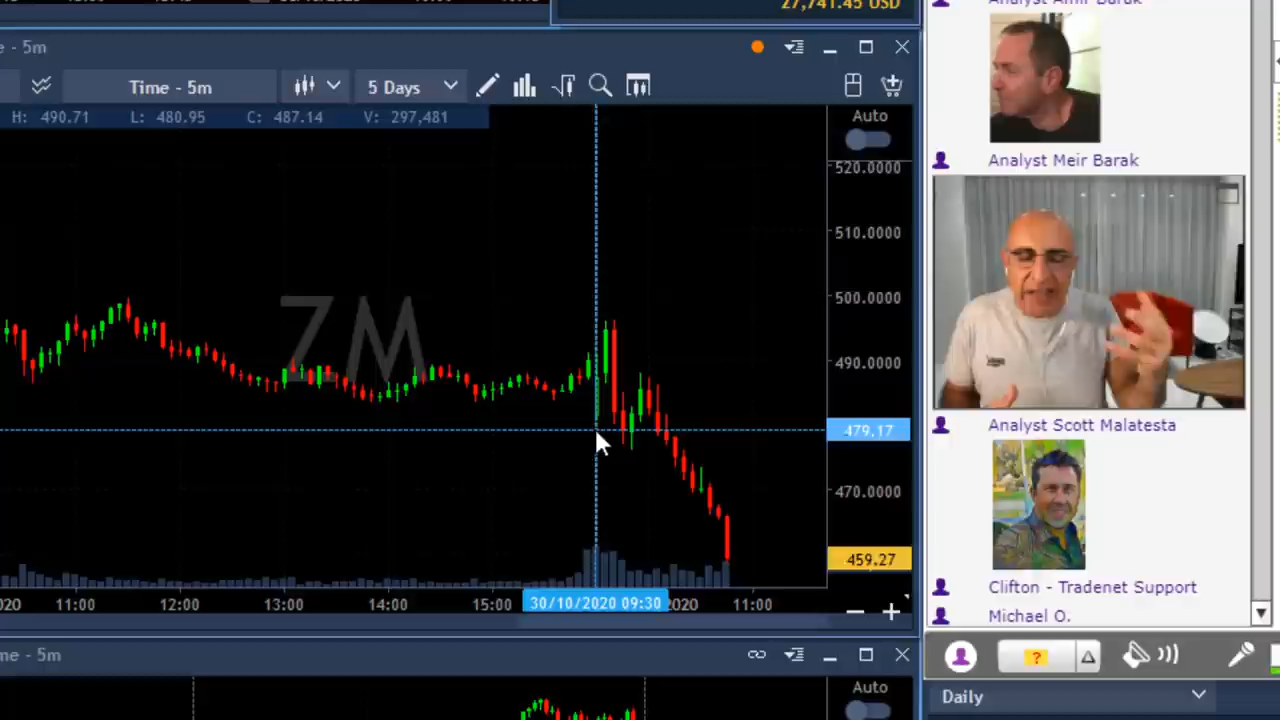 27,741.45 USD
e - 5m
Time - 5m
5 Days
H: 490.71 L: 480.95 C: 487.14 V: 297,481
Auto
520.0000
510.0000
500.0000
ZM
490.0000
479.17
470.0000
459.27
020 11:00 12:00 13:00 14:00 15:00 30/10/2020 09:30 2020 11:00
me - 5m
Auto
Analyst Amir Barak
Analyst Meir Barak
Analyst Scott Malatesta
Clifton - Tradenet Support
Michael O.
?
Daily